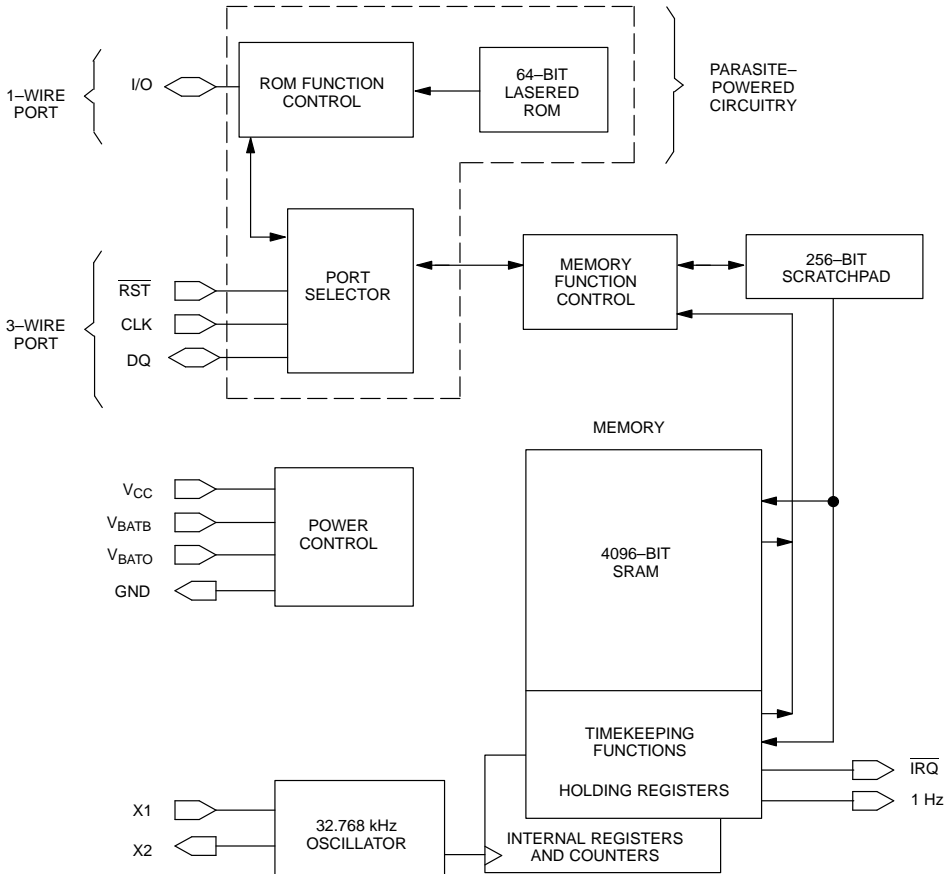 1–WIRE
PORT
I/O
ROM FUNCTION
CONTROL
64–BIT
LASERED
ROM
PARASITE–
POWERED
CIRCUITRY
3–WIRE
PORT
RST
CLK
DQ
PORT
SELECTOR
MEMORY
FUNCTION
CONTROL
256–BIT
SCRATCHPAD
MEMORY
VCC
VBATB
VBATO
GND
POWER
CONTROL
4096–BIT
SRAM
TIMEKEEPING
FUNCTIONS
HOLDING REGISTERS
IRQ
1 Hz
X1
X2
32.768 kHz
OSCILLATOR
INTERNAL REGISTERS
AND COUNTERS